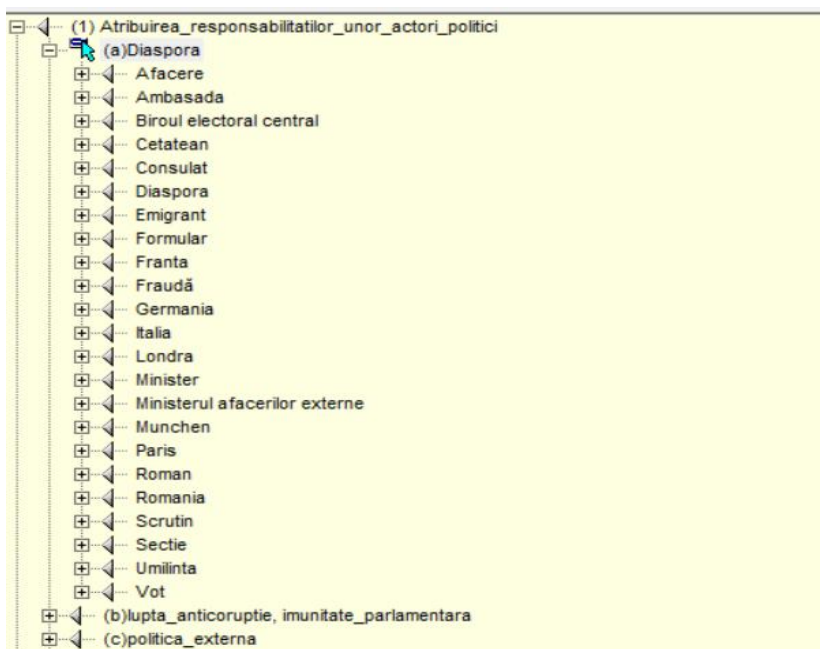 (1) Atribuirea_responsabilitatilor_unor_actori_politici
(a)Diaspora
Afacere
Ambasada
Biroul electoral central
Cetatean
Consulat
Diaspora
Emigrant
Formular
Franta
Fraudă
Germania
Italia
Londra
Minister
Ministerul afacerilor externe
Munchen
Paris
Roman
Romania
Scrutin
Sectie
Umilinta
Vot
(b)lupta_anticoruptie, imunitate_parlamentara
(c)politica_externa